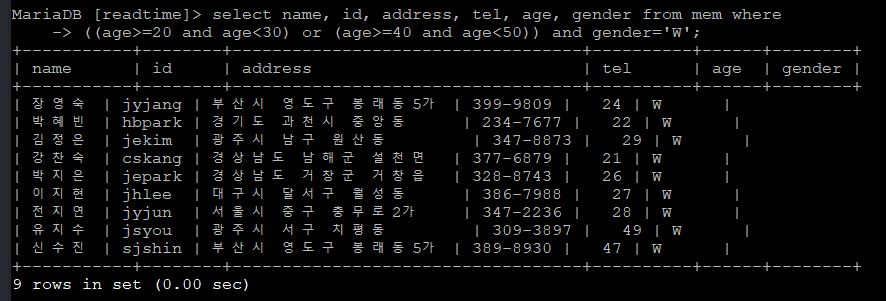 MariaDB [readtime]> select name, id, address, tel, age, gender from mem where
    -> ((age>=20 and age<30) or (age>=40 and age<50)) and gender='W';
+-----------+--------+-----------------------------------+----------+------+--------+
| name      | id     | address                           | tel      | age  | gender |
+-----------+--------+-----------------------------------+----------+------+--------+
| 장영숙 | jyjang | 부산시 영도구 봉래동5가 | 399-9809 |   24 | W      |
| 박혜빈 | hbpark | 경기도 과천시 중앙동 | 234-7677 |   22 | W      |
| 김정은 | jekim  | 광주시 남구 원산동 | 347-8873 |   29 | W      |
| 강찬숙 | cskang | 경상남도 남해군 설천면 | 377-6879 |   21 | W      |
| 박지은 | jepark | 경상남도 거창군 거창읍 | 328-8743 |   26 | W      |
| 이지현 | jhlee  | 대구시 달서구 월성동 | 386-7988 |   27 | W      |
| 전지연 | jyjun  | 서울시 중구 충무로2가 | 347-2236 |   28 | W      |
| 유지수 | jsyou  | 광주시 서구 치평동 | 309-3897 |   49 | W      |
| 신수진 | sjshin | 부산시 영도구 봉래동5가 | 389-8930 |   47 | W      |
+-----------+--------+-----------------------------------+----------+------+--------+
9 rows in set (0.00 sec)